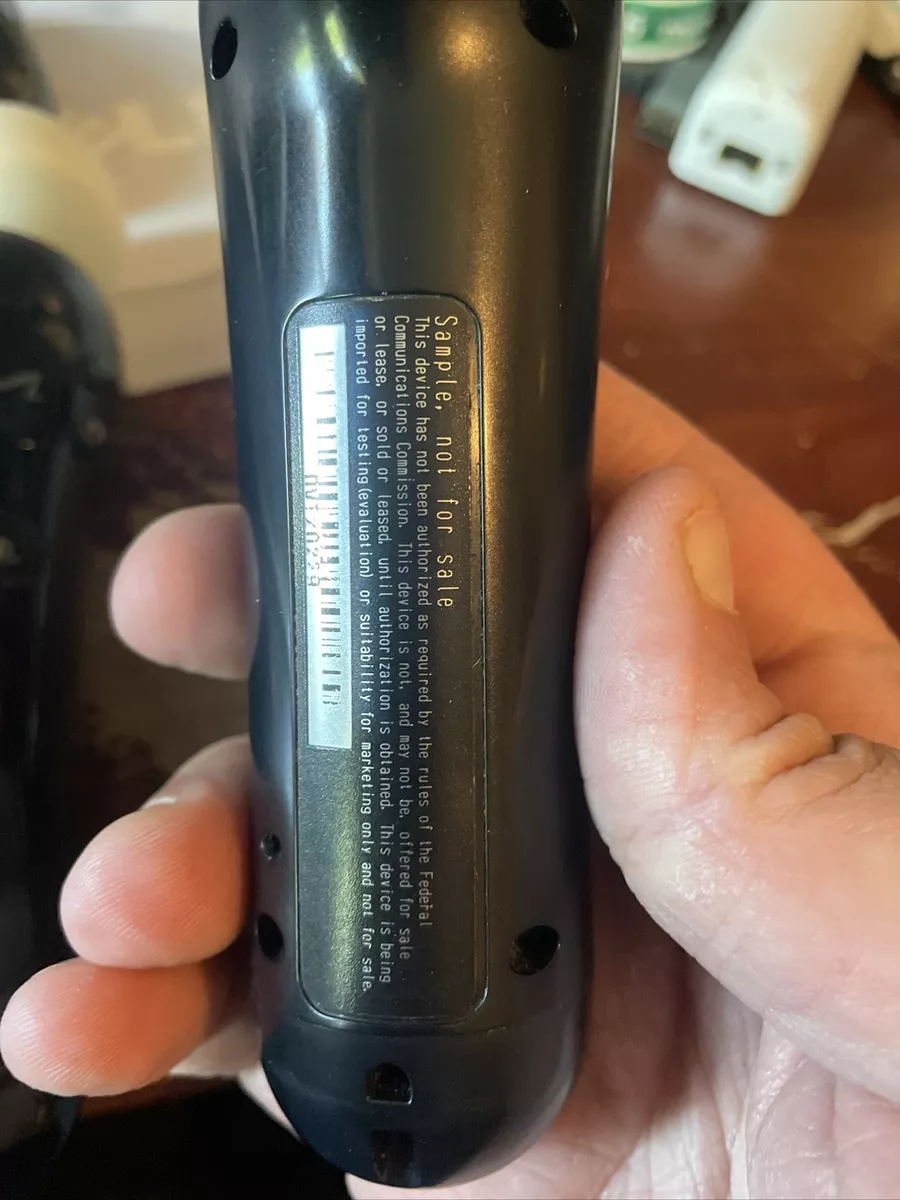 Sample, not for sale
This device has not been authorized as required by the rules of the Federal
Communications Commission. This device is not, and may not be, offered for sale
or lease, or sold or leased, until authorization is obtained. This device is being
imported for testing(evaluation) or suitability for marketing only and not for sale.